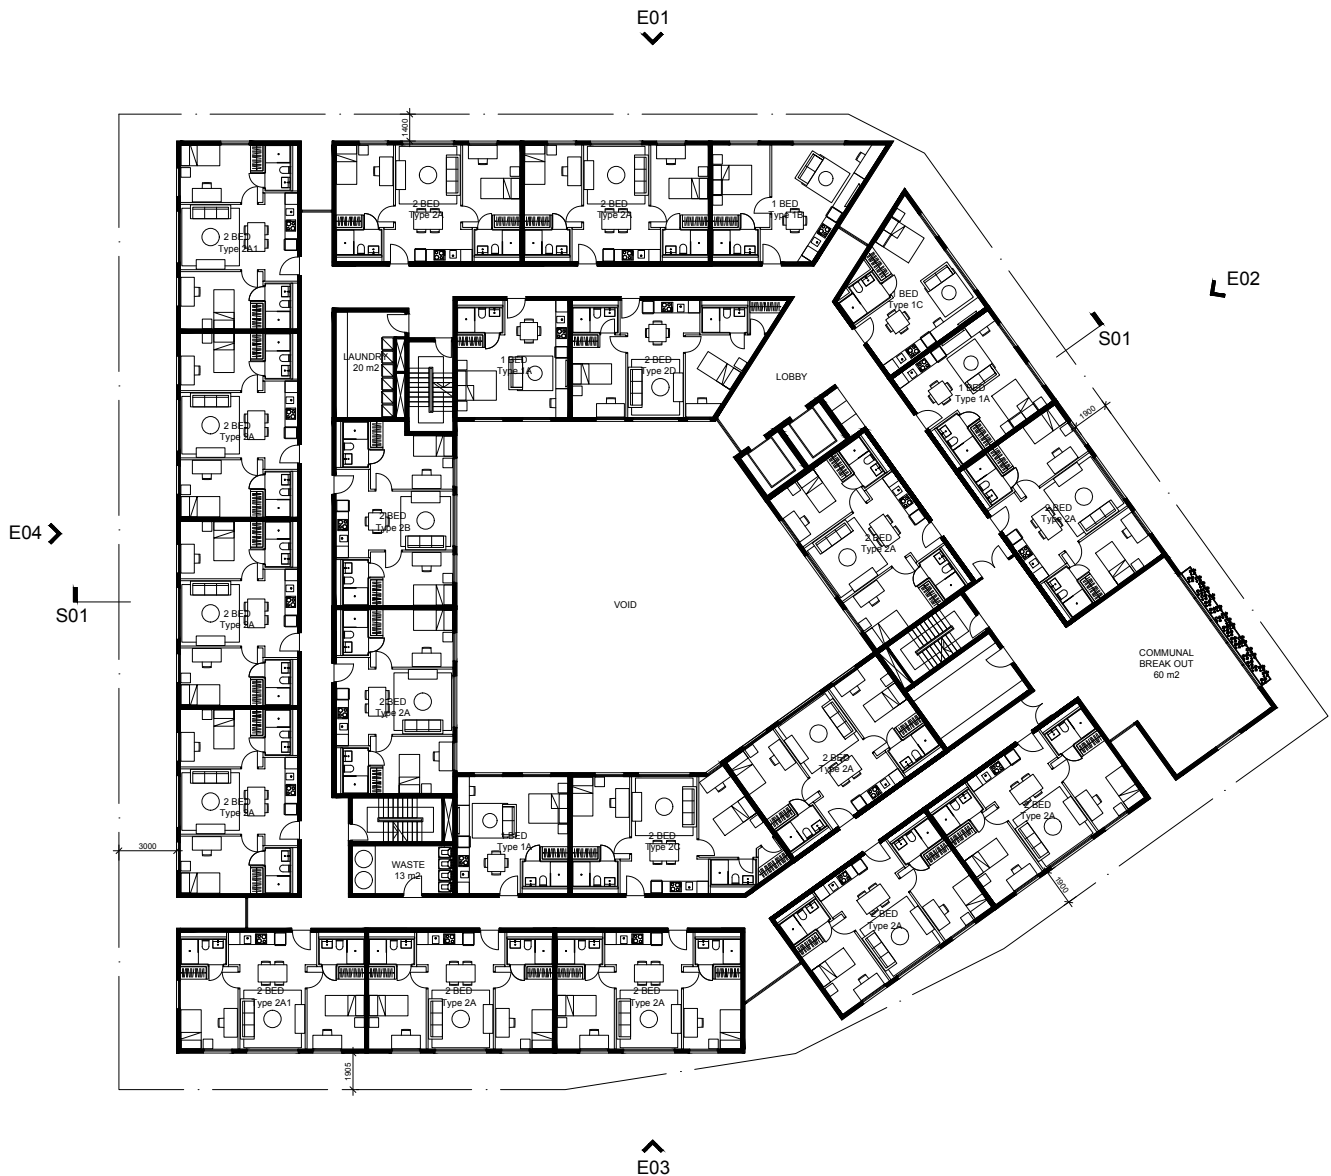 E01
1400
2 BED
Type 2A
2 BED
Type 2A
1 BED
Type 1B
2 BED
Type 2A1
E02
BED
Type 1C
S01
LAUNDRY
20 m2
1 BED
Type 1A
2 BED
Type 2D
LOBBY
1 BED
Type 1A
1900
2 BED
Type 2A
2 BED
Type 2B
2 BED
Type 2A
2 BED
Type 2A
E04
S01
VOID
2 BED
Type 2A
COMMUNAL
BREAK OUT
60 m2
2 BED
Type 2A
2 BED
Type 2A
2 BED
Type 2A
2 BED
Type 2A
3000
WASTE
13 m2
1 BED
Type 1A
2 BED
Type 2C
1900
2 BED
Type 2A
2 BED
Type 2A1
2 BED
Type 2A
2 BED
Type 2A
1905
E03